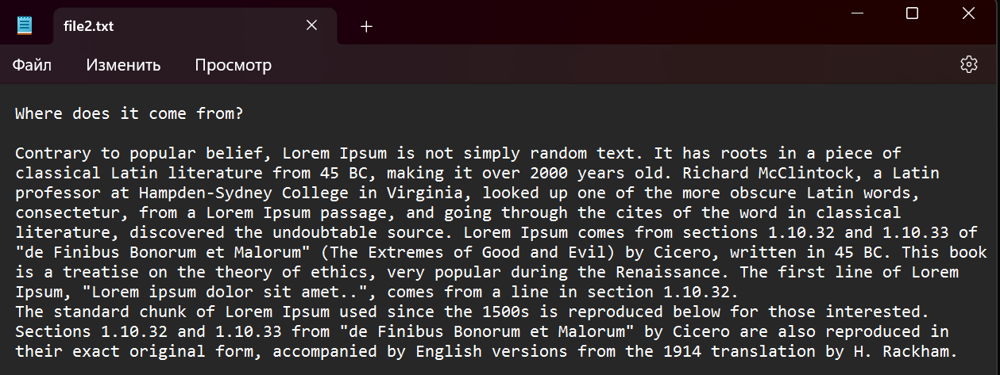 file2.txt
Файл Изменить Просмотр
Where does it come from?
Contrary to popular belief, Lorem Ipsum is not simply random text. It has roots in a piece of
classical Latin literature from 45 BC, making it over 2000 years old. Richard McClintock, a Latin
professor at Hampden-Sydney College in Virginia, looked up one of the more obscure Latin words,
consectetur, from a Lorem Ipsum passage, and going through the cites of the word in classical
literature, discovered the undoubtable source. Lorem Ipsum comes from sections 1.10.32 and 1.10.33 of
"de Finibus Bonorum et Malorum" (The Extremes of Good and Evil) by Cicero, written in 45 BC. This book
is a treatise on the theory of ethics, very popular during the Renaissance. The first line of Lorem
Ipsum, "Lorem ipsum dolor sit amet..", comes from a line in section 1.10.32.
The standard chunk of Lorem Ipsum used since the 1500s is reproduced below for those interested.
Sections 1.10.32 and 1.10.33 from "de Finibus Bonorum et Malorum" by Cicero are also reproduced in
their exact original form, accompanied by English versions from the 1914 translation by H. Rackham.